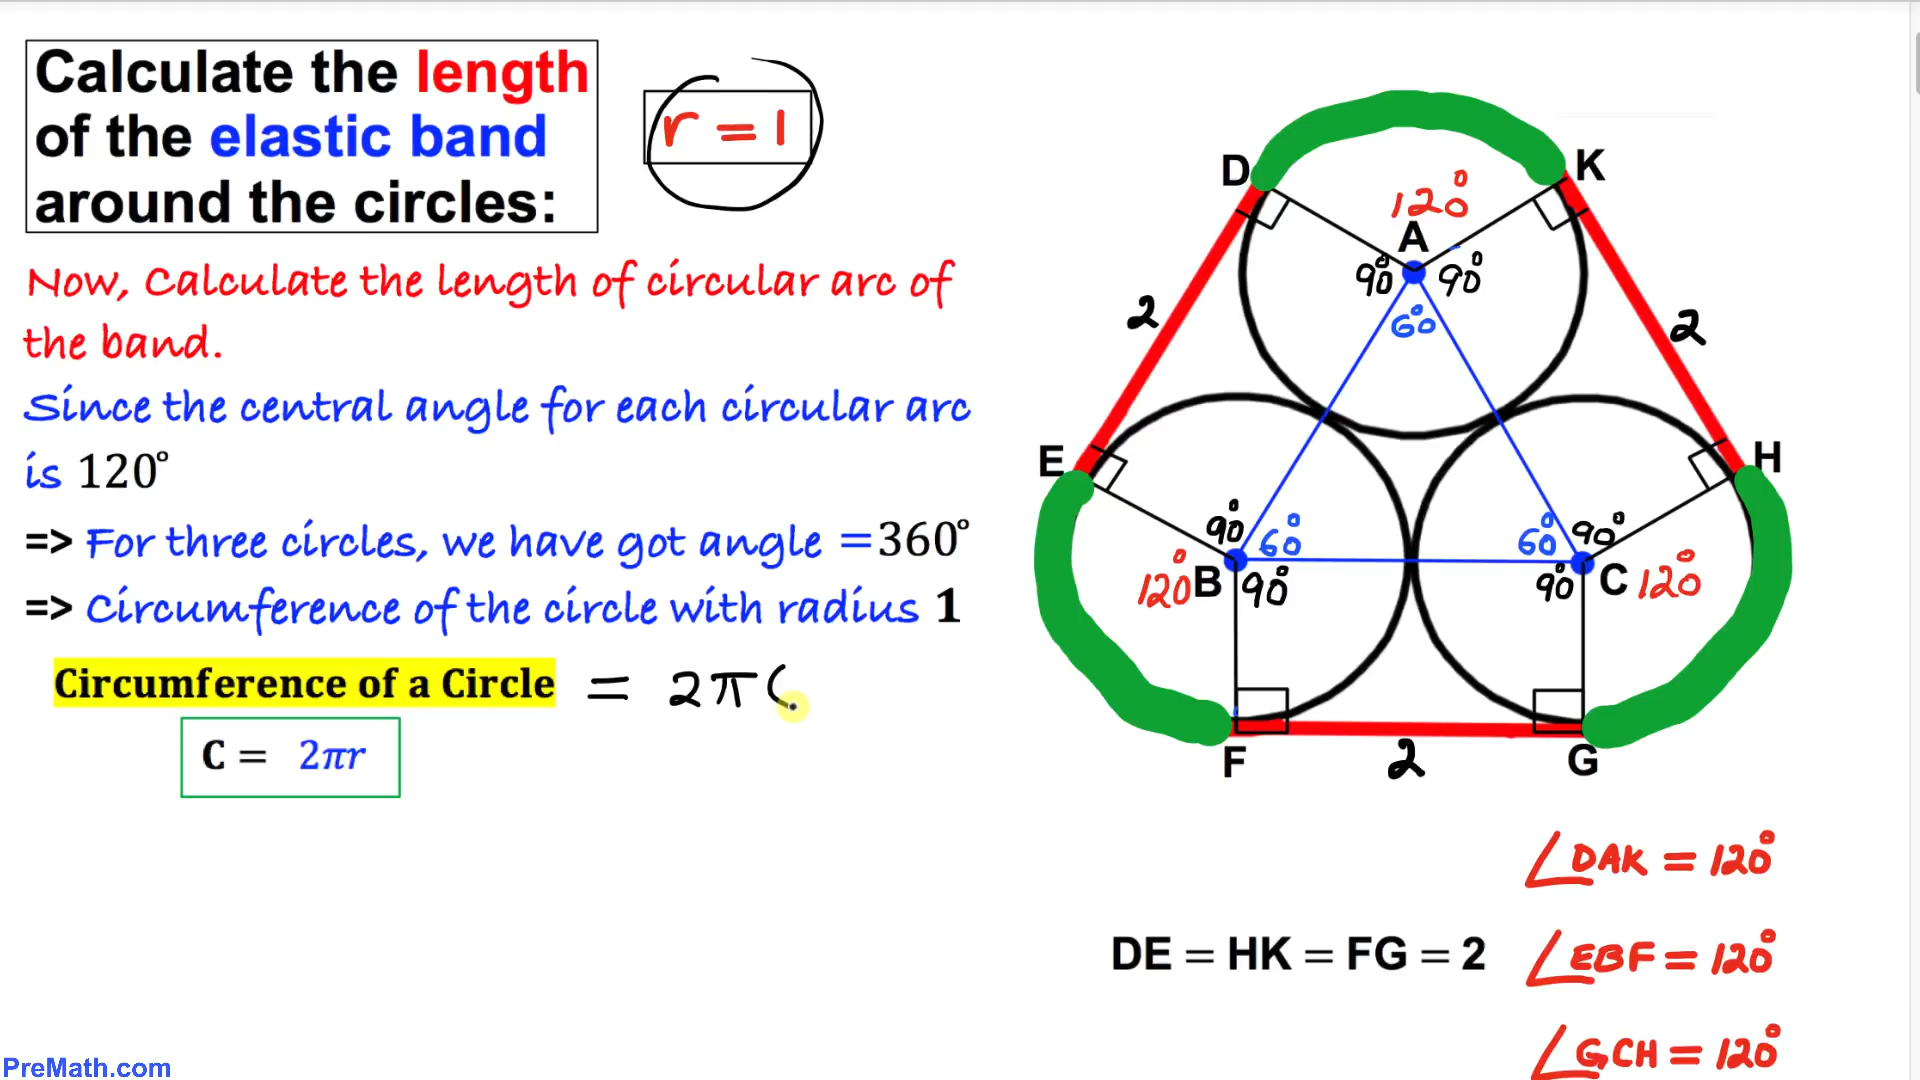 Calculate the length
of the elastic band
around the circles:
r = 1
Now, Calculate the length of circular arc of
the band.
Since the central angle for each circular arc
is 120°
=> For three circles, we have got angle =360°
=> Circumference of the circle with radius 1
Circumference of a Circle = 2π(
C = 2πr
D
K
120°
A
90° 90°
60°
2
2
E
H
90° 60°
60° 90°
120° B 90°
90° C 120°
F
2
G
∠DAK = 120°
DE = HK = FG = 2
∠EBF = 120°
∠GCH = 120°
PreMath.com